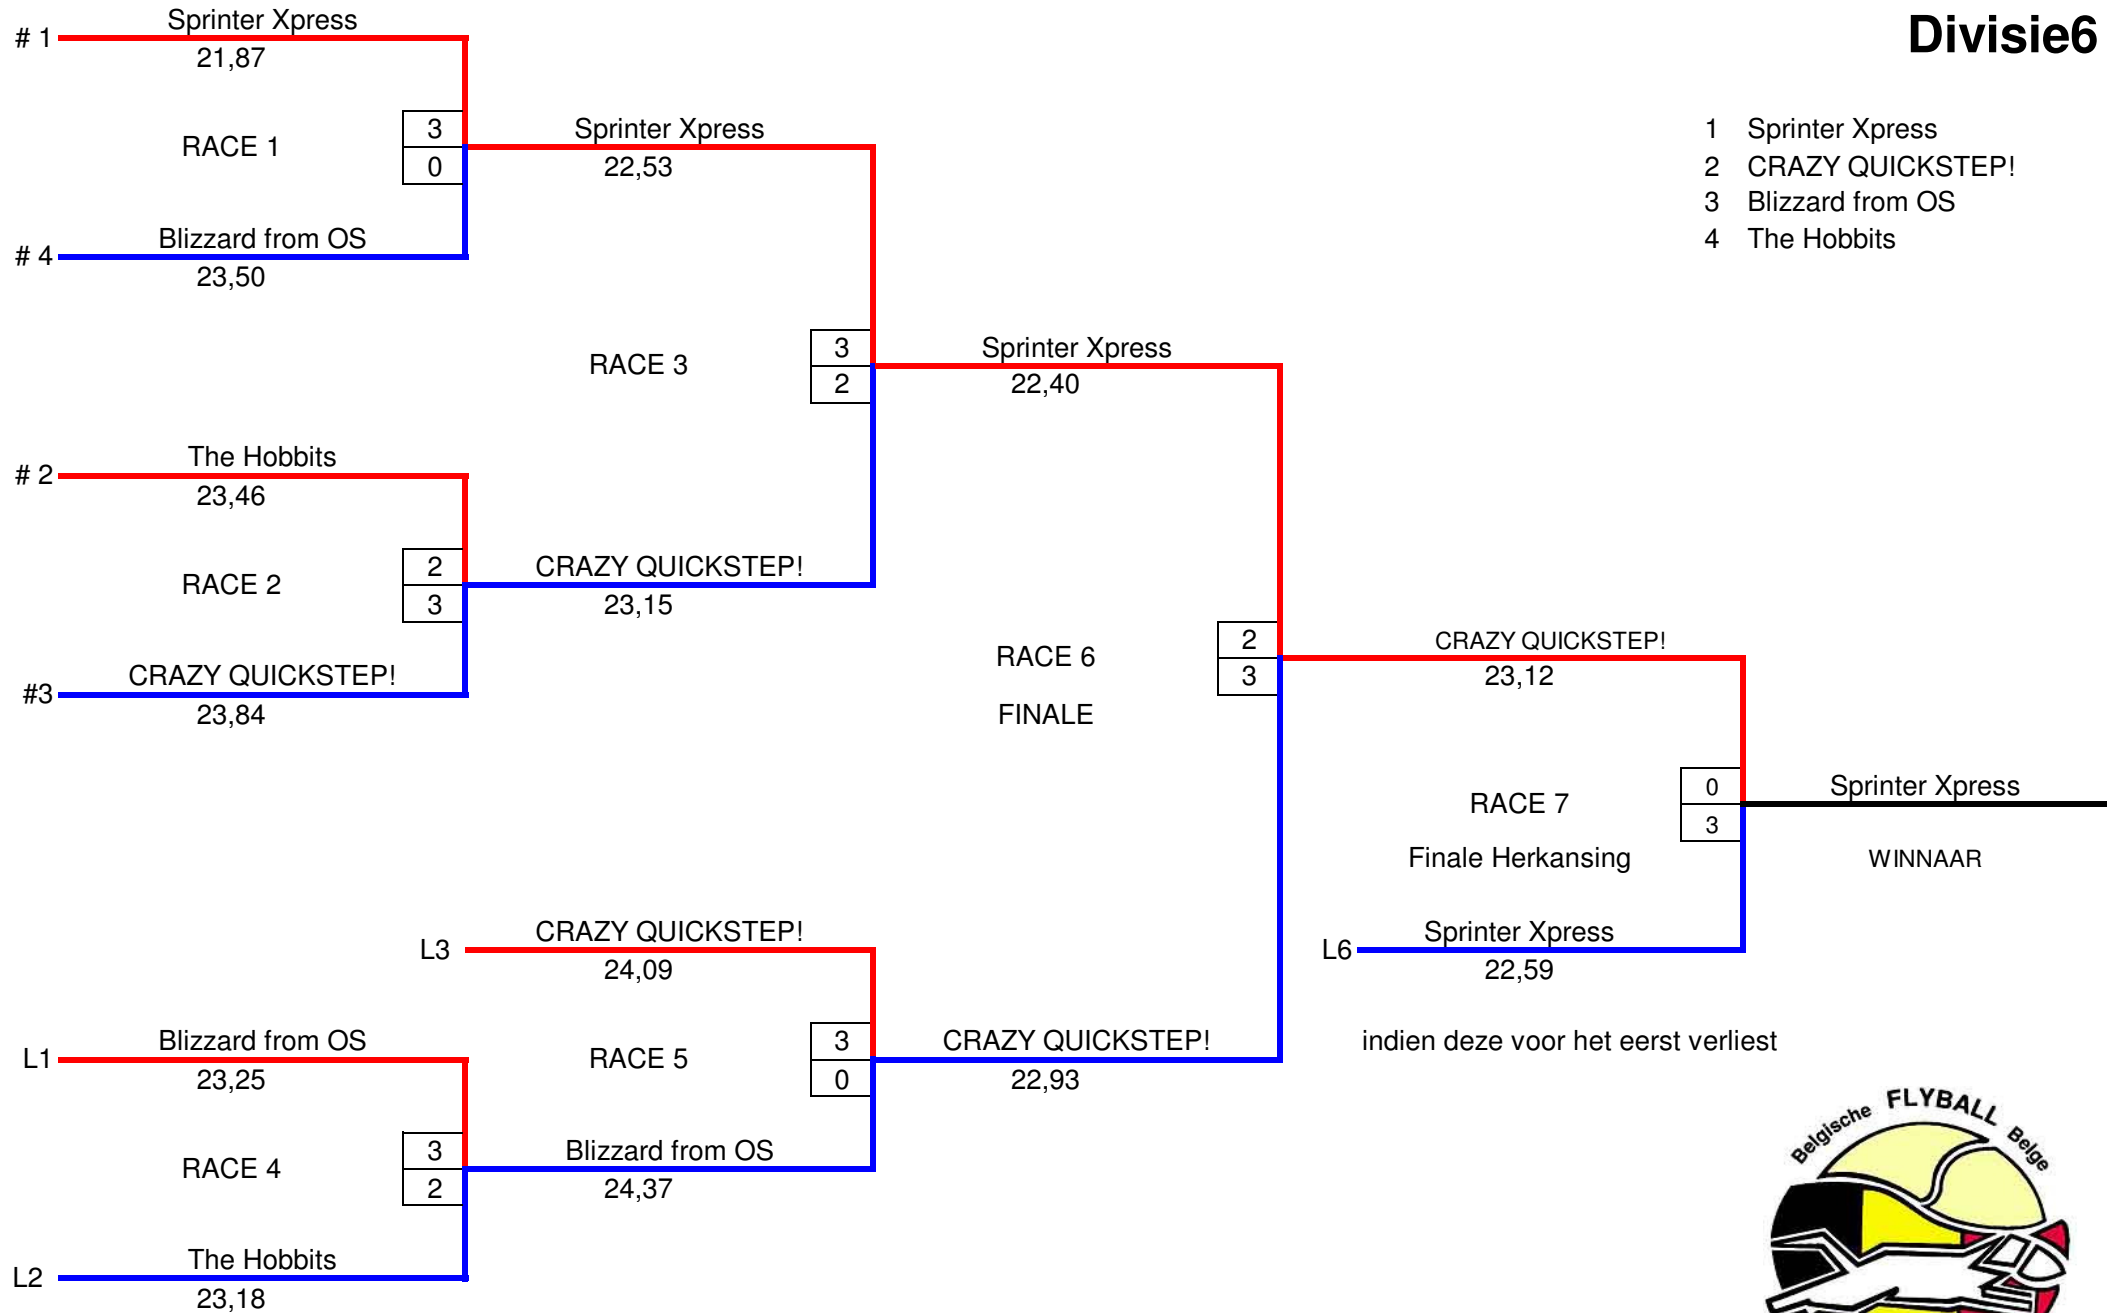 Divisie6
1 Sprinter Xpress
2 CRAZY QUICKSTEP!
3 Blizzard from OS
4 The Hobbits
# 1
Sprinter Xpress
21,87
RACE 1
3
0
# 4
Blizzard from OS
23,50
Sprinter Xpress
22,53
RACE 3
3
2
# 2
The Hobbits
23,46
RACE 2
2
3
#3
CRAZY QUICKSTEP!
23,84
CRAZY QUICKSTEP!
23,15
Sprinter Xpress
22,40
RACE 6
FINALE
2
3
CRAZY QUICKSTEP!
23,12
RACE 7
Finale Herkansing
0
3
Sprinter Xpress
WINNAAR
L6
Sprinter Xpress
22,59
indien deze voor het eerst verliest
L3
CRAZY QUICKSTEP!
24,09
RACE 5
3
0
CRAZY QUICKSTEP!
22,93
L1
Blizzard from OS
23,25
RACE 4
3
2
Blizzard from OS
24,37
L2
The Hobbits
23,18
Belgische FLYBALL Belge